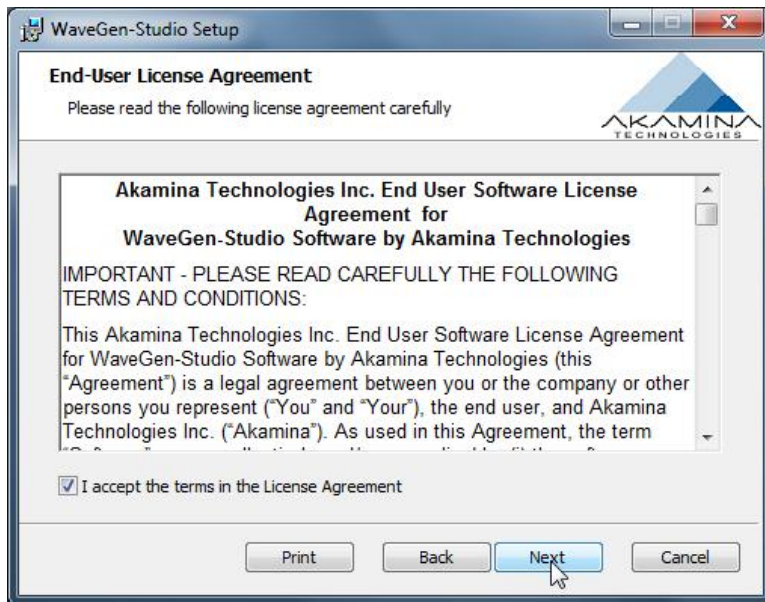 WaveGen-Studio Setup
End-User License Agreement
Please read the following license agreement carefully
AKAMINA
TECHNOLOGIES
Akamina Technologies Inc. End User Software License
Agreement for
WaveGen-Studio Software by Akamina Technologies
IMPORTANT - PLEASE READ CAREFULLY THE FOLLOWING
TERMS AND CONDITIONS:
This Akamina Technologies Inc. End User Software License Agreement
for WaveGen-Studio Software by Akamina Technologies (this
“Agreement”) is a legal agreement between you or the company or other
persons you represent (“You” and “Your”), the end user, and Akamina
Technologies Inc. (“Akamina”). As used in this Agreement, the term
I accept the terms in the License Agreement
Print Back Next Cancel